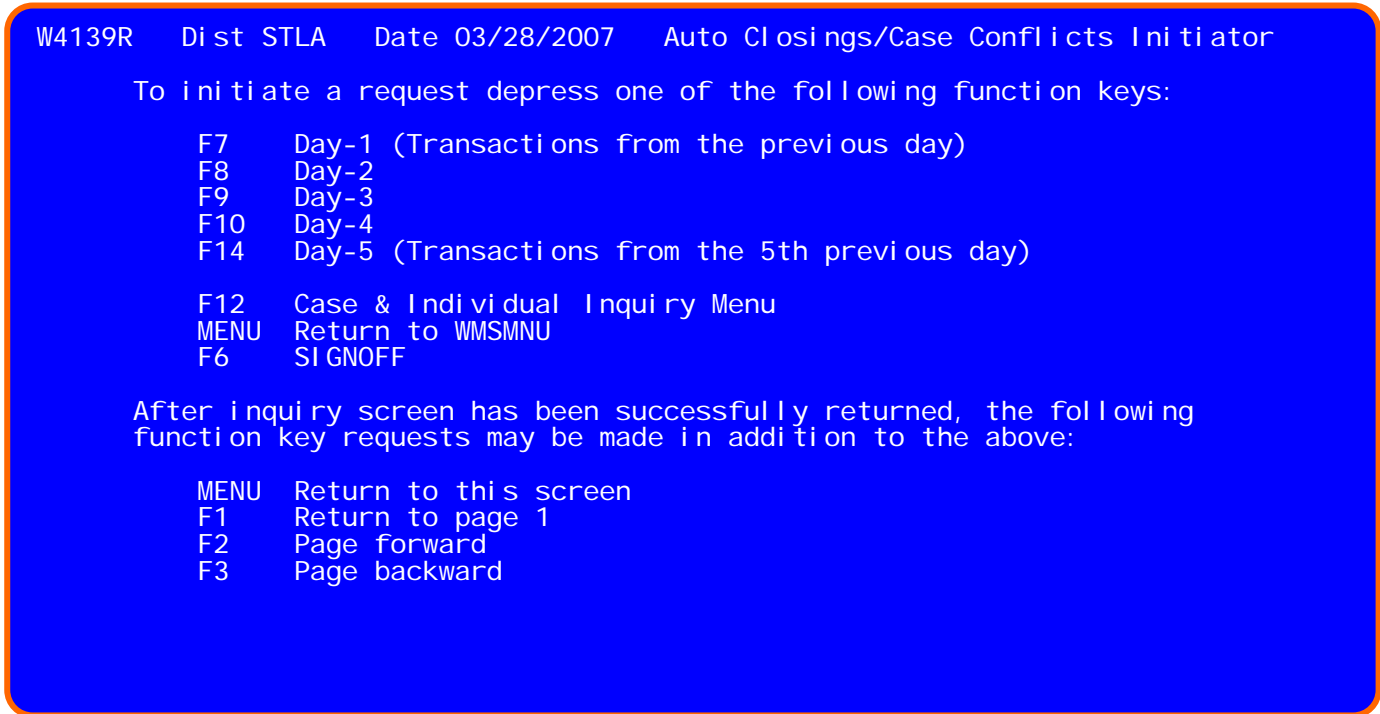 W4139R Dist STLA Date 03/28/2007 Auto Closings/Case Conflicts Initiator
To initiate a request depress one of the following function keys:
F7 Day-1 (Transactions from the previous day)
F8 Day-2
F9 Day-3
F10 Day-4
F14 Day-5 (Transactions from the 5th previous day)
F12 Case & Individual Inquiry Menu
MENU Return to WMSMNU
F6 SIGNOFF
After inquiry screen has been successfully returned, the following
function key requests may be made in addition to the above:
MENU Return to this screen
F1 Return to page 1
F2 Page forward
F3 Page backward